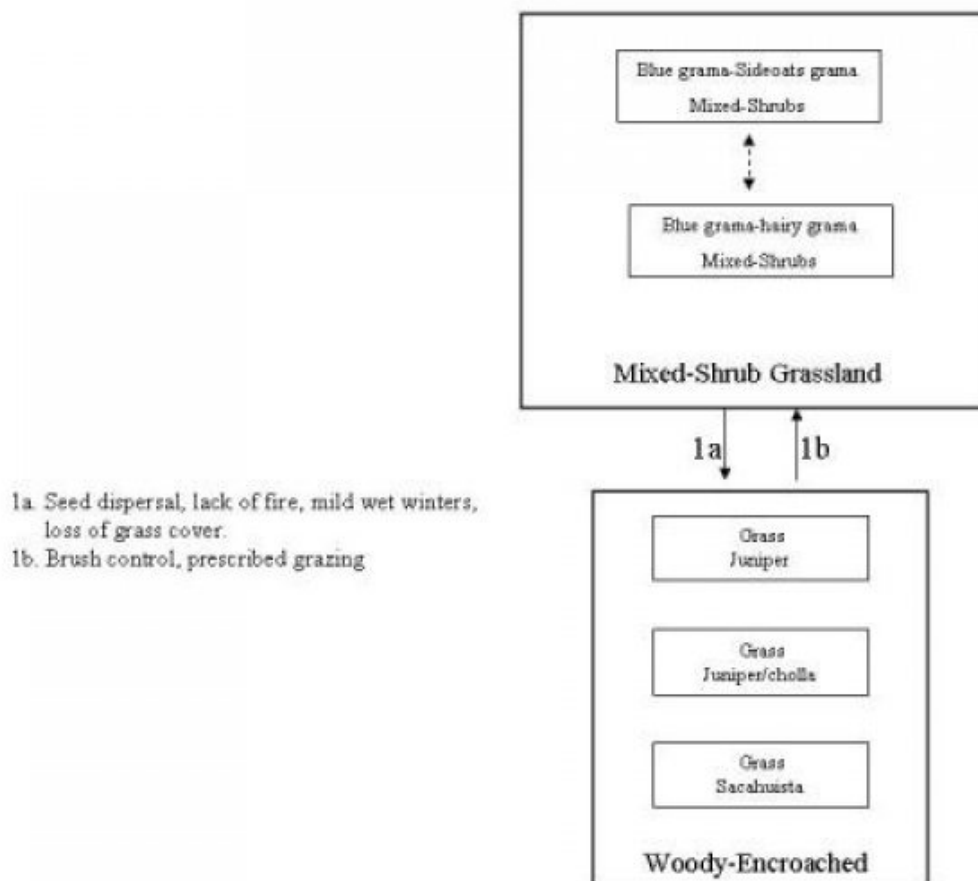 Blue grama-Sideoats grama
Mixed-Shrubs
Blue grama-hairy grama
Mixed-Shrubs
Mixed-Shrub Grassland
1a
1b
1a. Seed dispersal, lack of fire, mild wet winters,
loss of grass cover.
1b. Brush control, prescribed grazing
Grass
Juniper
Grass
Juniper/cholla
Grass
Sacahuista
Woody-Encroached